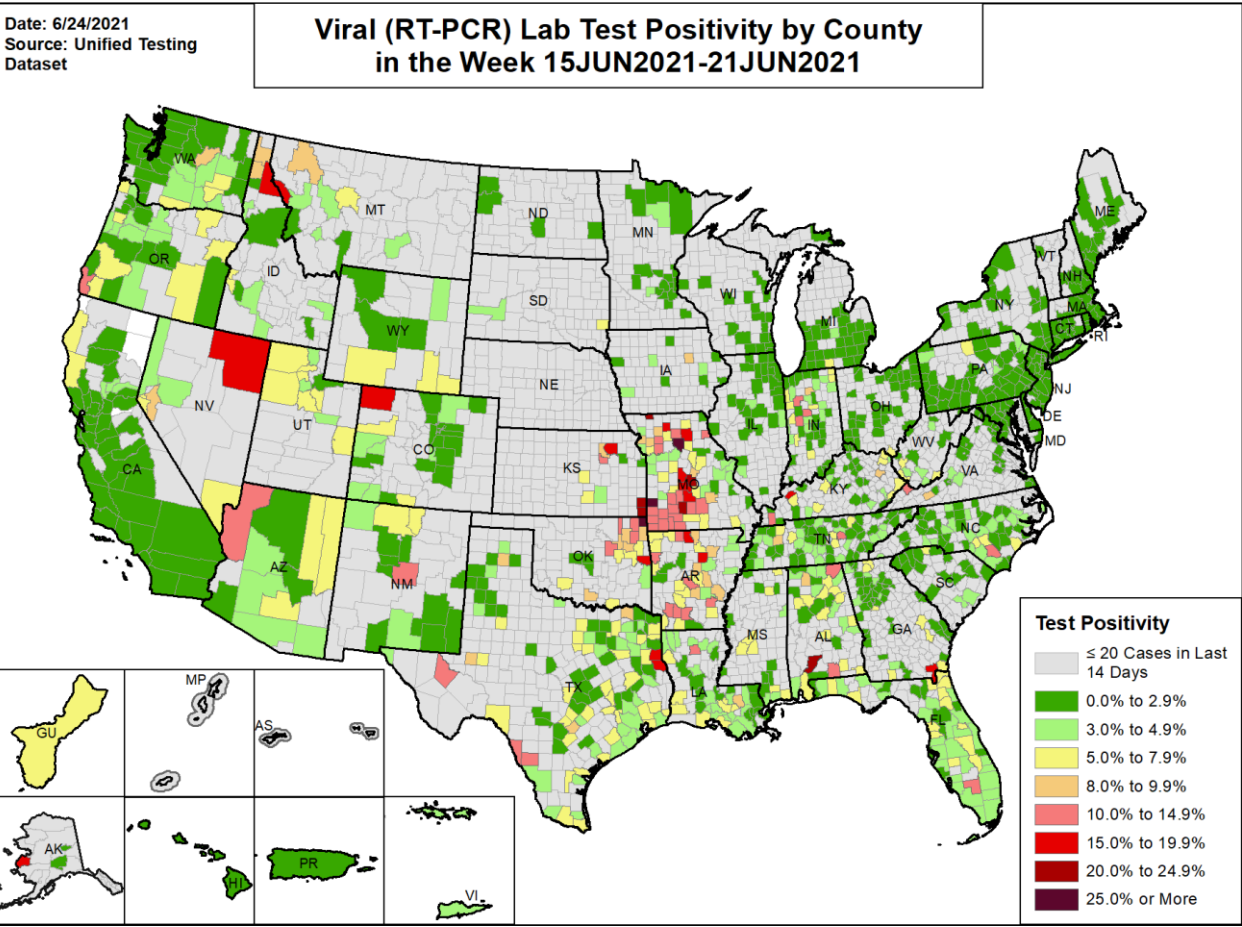 Date: 6/24/2021
Source: Unified Testing
Dataset
Viral (RT-PCR) Lab Test Positivity by County
in the Week 15JUN2021-21JUN2021
WA
MT
ND
MN
ME
OR
ID
SD
WI
MI
VT
NH
NY
MA
CT
RI
WY
NE
IA
PA
NJ
NV
UT
CO
KS
MO
IL
IN
OH
WV
DE
MD
VA
CA
KY
AZ
NM
OK
AR
TN
NC
SC
TX
LA
MS
AL
GA
FL
Test Positivity
≤ 20 Cases in Last
14 Days
0.0% to 2.9%
3.0% to 4.9%
5.0% to 7.9%
8.0% to 9.9%
10.0% to 14.9%
15.0% to 19.9%
20.0% to 24.9%
25.0% or More
GU
MP
AS
AK
HI
PR
VI